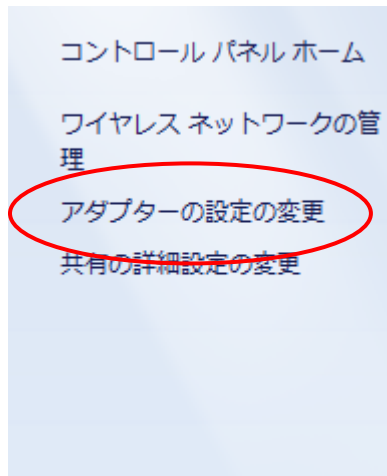 コントロール パネル ホーム
ワイヤレス ネットワークの管
理
アダプターの設定の変更
共有の詳細設定の変更